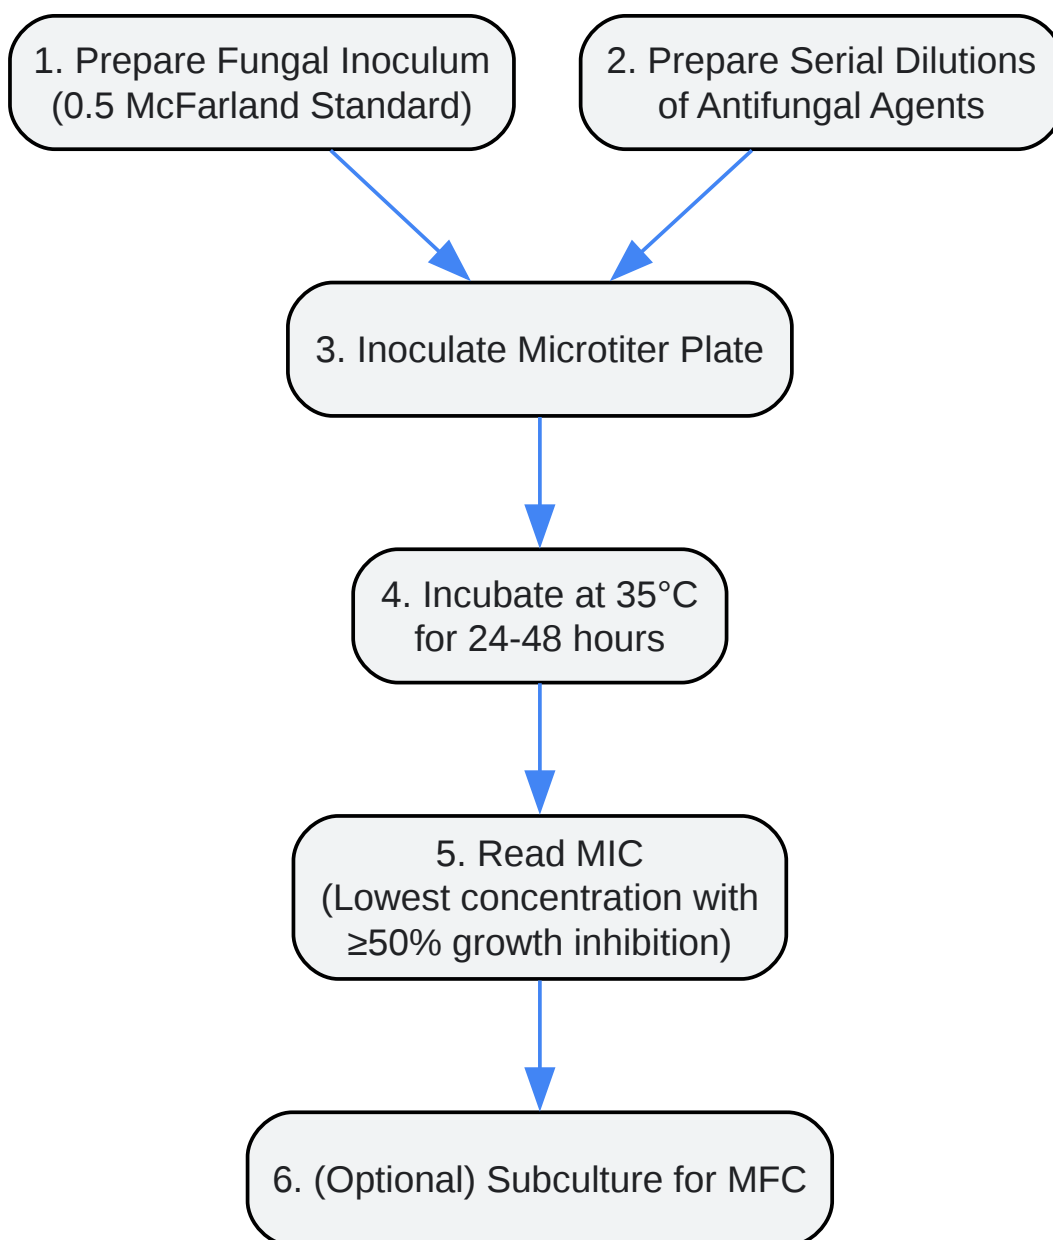 1. Prepare Fungal Inoculum
(0.5 McFarland Standard)
2. Prepare Serial Dilutions
of Antifungal Agents
3. Inoculate Microtiter Plate
4. Incubate at 35°C
for 24-48 hours
5. Read MIC
(Lowest concentration with
≥50% growth inhibition)
6. (Optional) Subculture for MFC